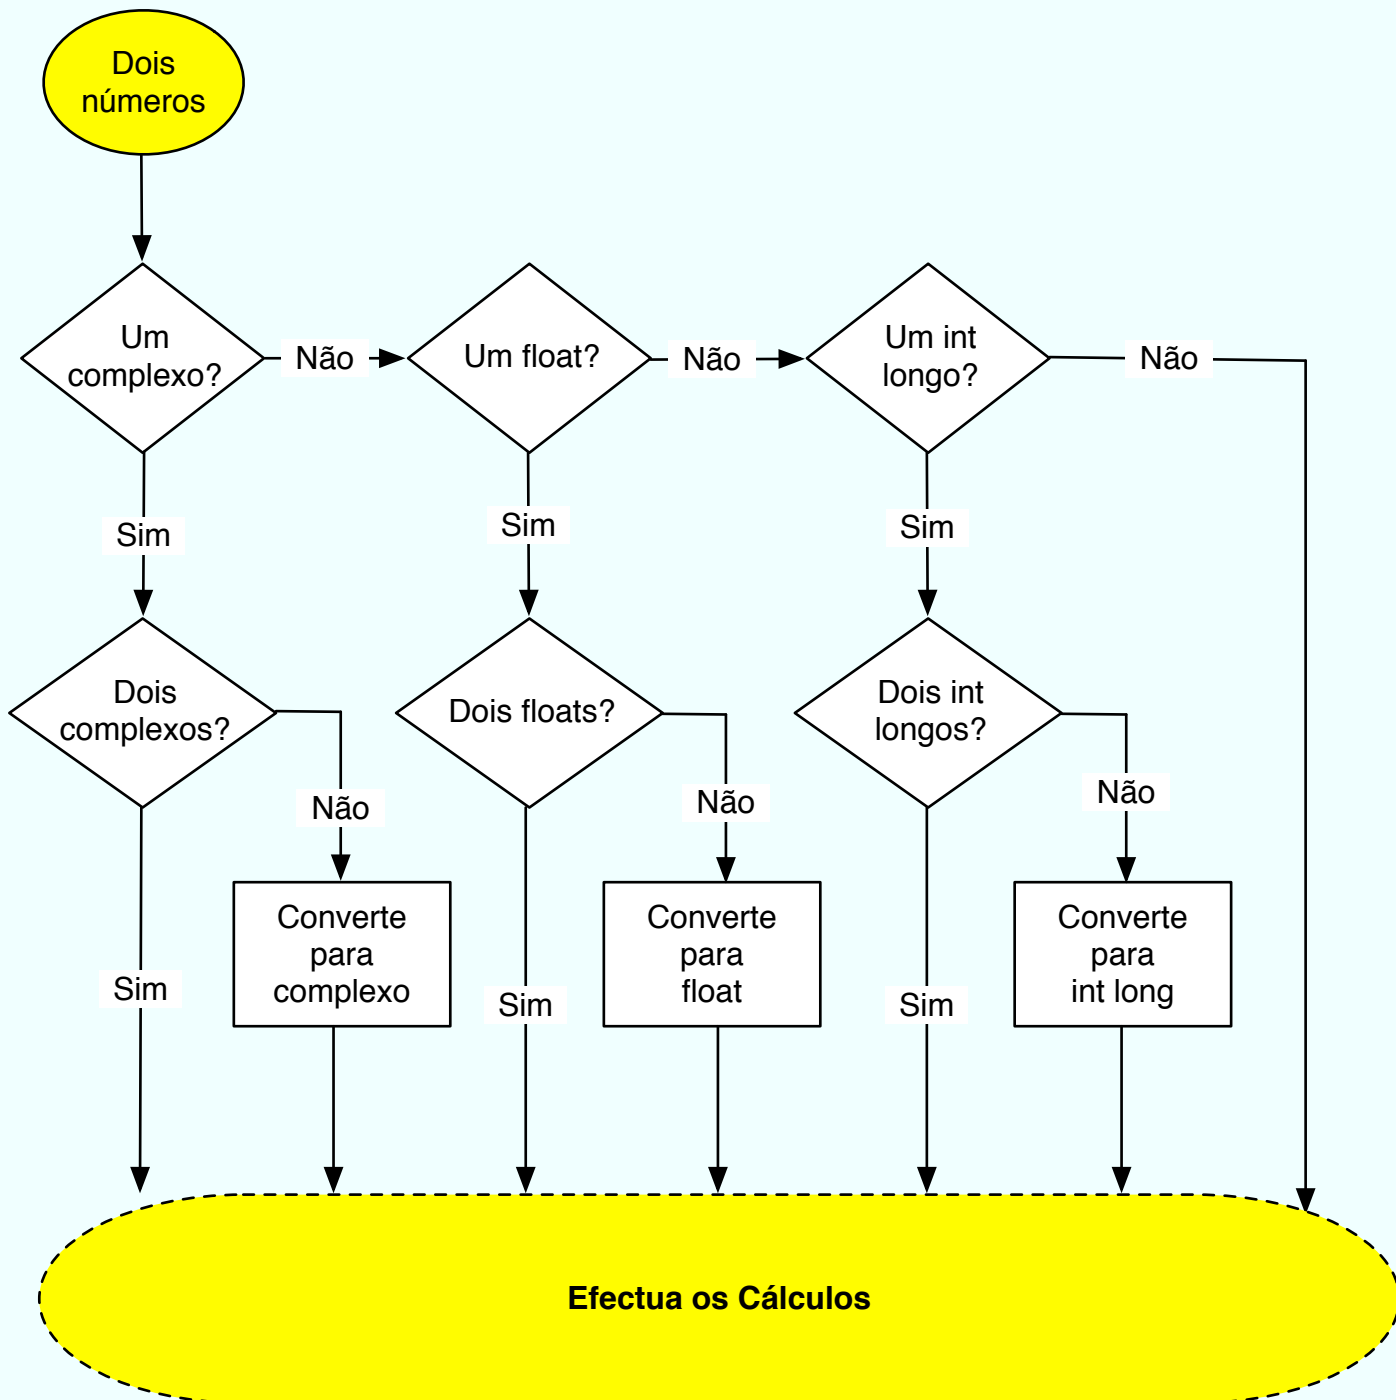 Dois
números
Um
complexo?
Não
Um float?
Não
Um int
longo?
Não
Sim
Sim
Sim
Dois
complexos?
Dois floats?
Dois int
longos?
Não
Não
Não
Converte
para
complexo
Converte
para
float
Converte
para
int long
Sim
Sim
Sim
Efectua os Cálculos